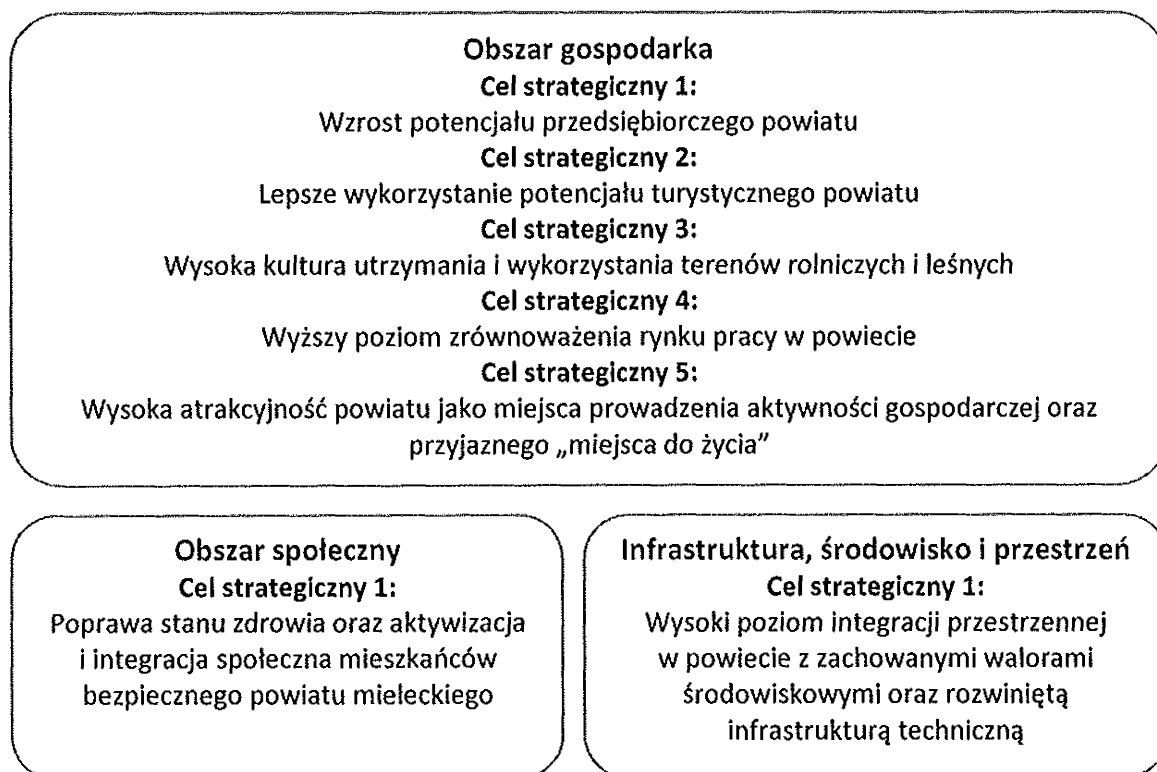 Obszar gospodarka
Cel strategiczny 1:
Wzrost potencjału przedsiębiorczego powiatu
Cel strategiczny 2:
Lepsze wykorzystanie potencjału turystycznego powiatu
Cel strategiczny 3:
Wysoka kultura utrzymania i wykorzystania terenów rolniczych i leśnych
Cel strategiczny 4:
Wyższy poziom zrównoważenia rynku pracy w powiecie
Cel strategiczny 5:
Wysoka atrakcyjność powiatu jako miejsca prowadzenia aktywności gospodarczej oraz
przyjaznego „miejsca do życia”
Obszar społeczny
Cel strategiczny 1:
Poprawa stanu zdrowia oraz aktywizacja
i integracja społeczna mieszkańców
bezpiecznego powiatu mieleckiego
Infrastruktura, środowisko i przestrzeń
Cel strategiczny 1:
Wysoki poziom integracji przestrzennej
w powiecie z zachowanymi walorami
środowiskowymi oraz rozwiniętą
infrastrukturą techniczną